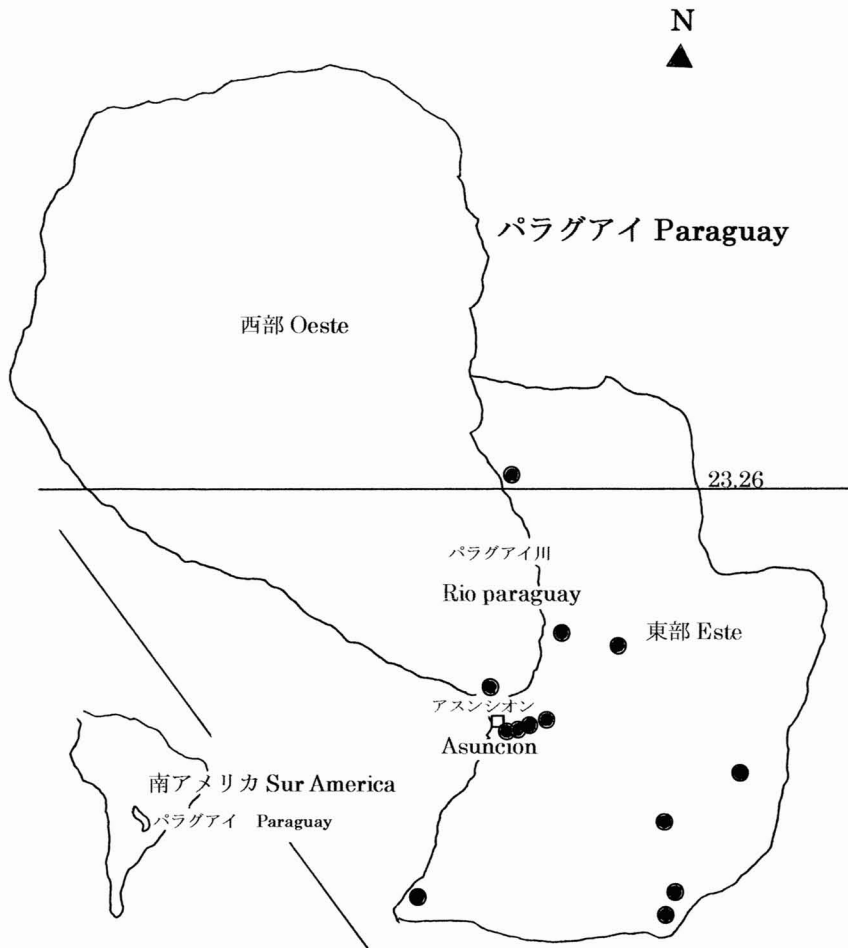 N
パラグアイ Paraguay
西部 Oeste
23.26
パラグアイ川
Rio paraguay
東部 Este
アスンシオン
Asuncion
南アメリカ Sur America
パラグアイ Paraguay